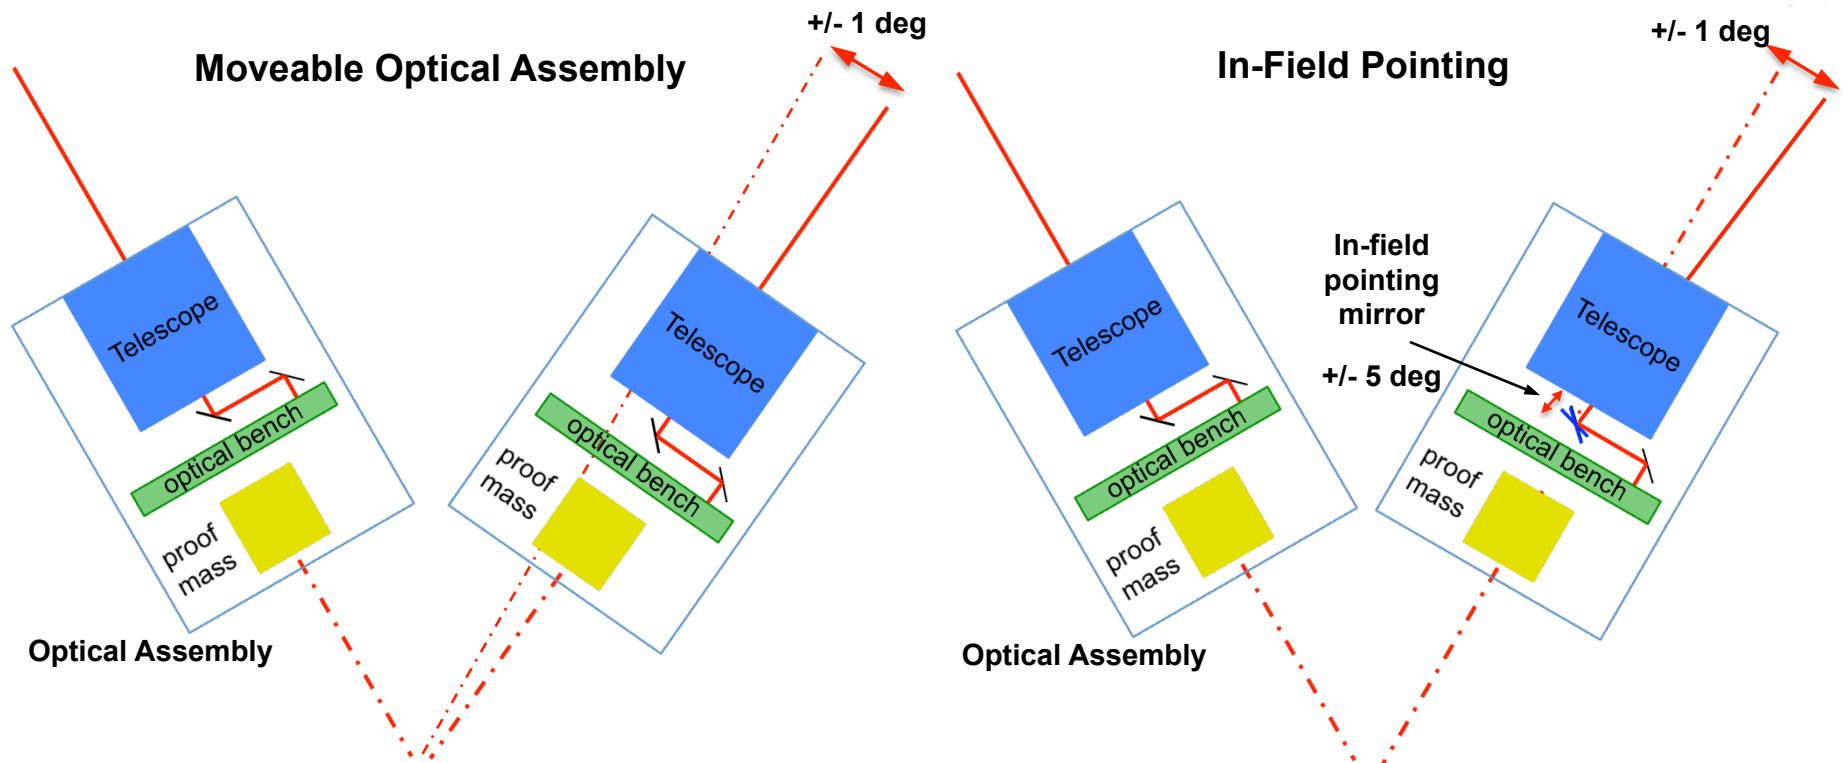 +/- 1 deg
Moveable Optical Assembly
Telescope
optical bench
proof
mass
Optical Assembly
Telescope
optical bench
proof
mass
+/- 1 deg
In-Field Pointing
In-field
pointing
mirror
+/- 5 deg
Telescope
optical bench
proof
mass
Optical Assembly
Telescope
optical bench
proof
mass